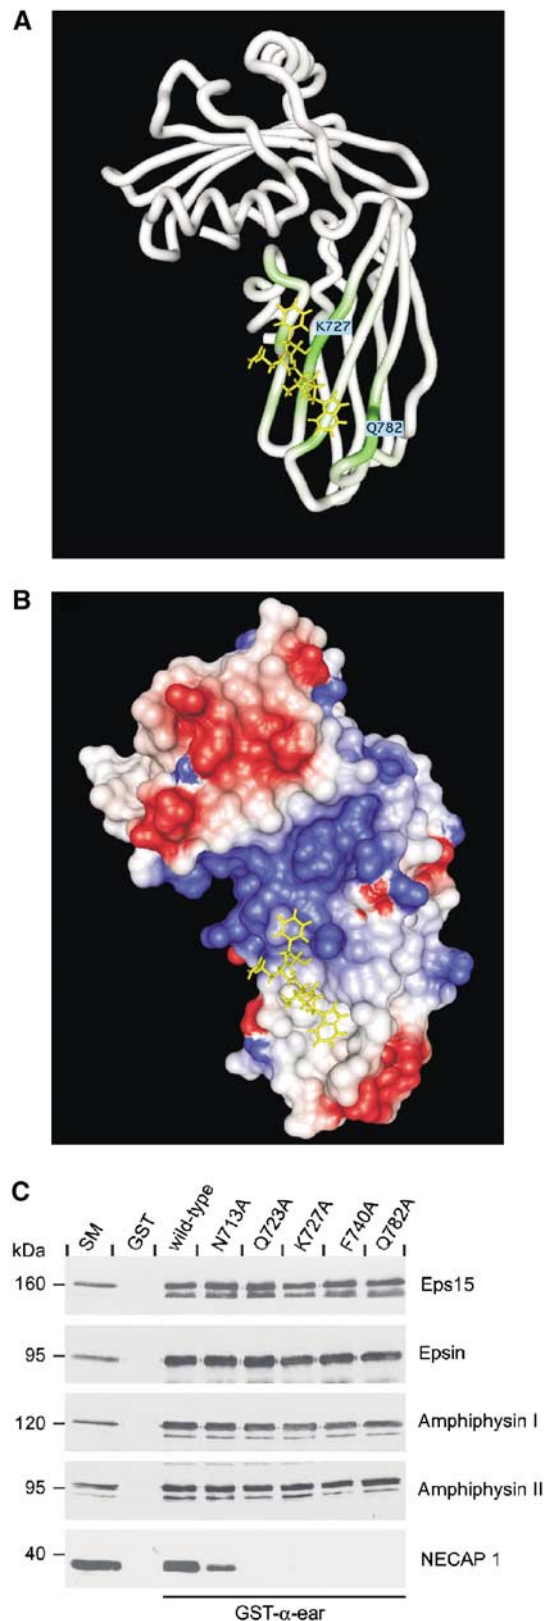 A
K727
Q782
B
C
kDa
SM
GST
wild-type
N713A
Q723A
K727A
F740A
Q782A
160
Eps15
95
Epsin
120
Amphiphysin I
95
Amphiphysin II
40
NECAP 1
GST-α-ear